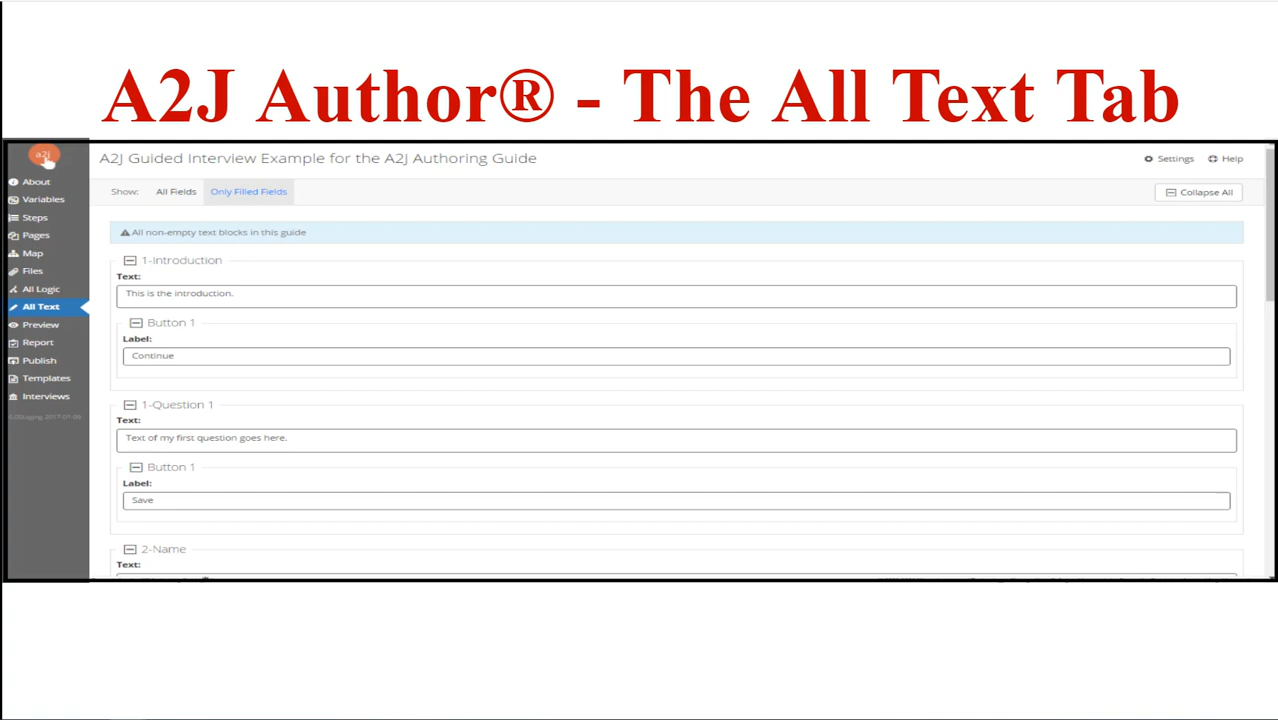 A2J Author® - The All Text Tab
a2j
A2J Guided Interview Example for the A2J Authoring Guide
Settings
Help
About
Variables
Steps
Pages
Map
Files
All Logic
All Text
Preview
Report
Publish
Templates
Interviews
Show: All Fields Only Filled Fields
Collapse All
All non-empty text blocks in this guide
1-Introduction
Text:
This is the introduction.
Button 1
Label:
Continue
1-Question 1
Text:
Text of my first question goes here.
Button 1
Label:
Save
2-Name
Text: